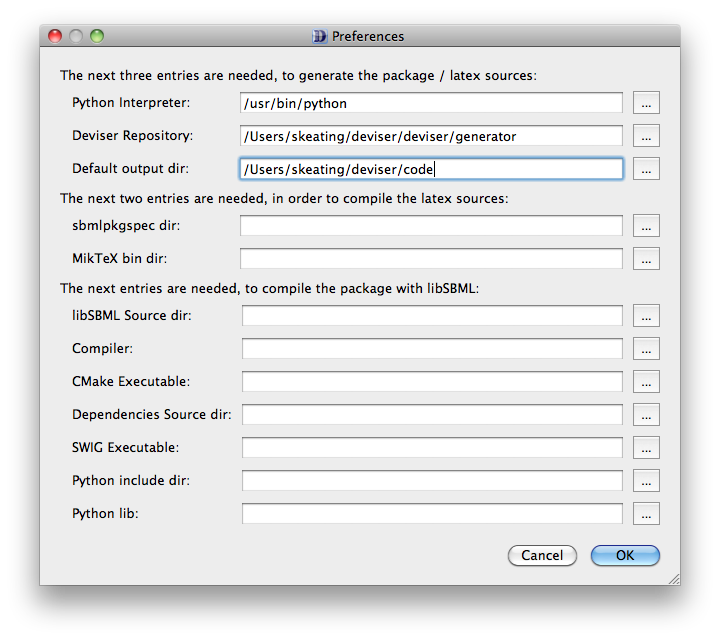 Preferences
The next three entries are needed, to generate the package / latex sources:
Python Interpreter: /usr/bin/python ...
Deviser Repository: /Users/skeating/deviser/deviser/generator ...
Default output dir: /Users/skeating/deviser/code ...
The next two entries are needed, in order to compile the latex sources:
sbmlpkgspec dir: ...
MikTeX bin dir: ...
The next entries are needed, to compile the package with libSBML:
libSBML Source dir: ...
Compiler: ...
CMake Executable: ...
Dependencies Source dir: ...
SWIG Executable: ...
Python include dir: ...
Python lib: ...
Cancel OK